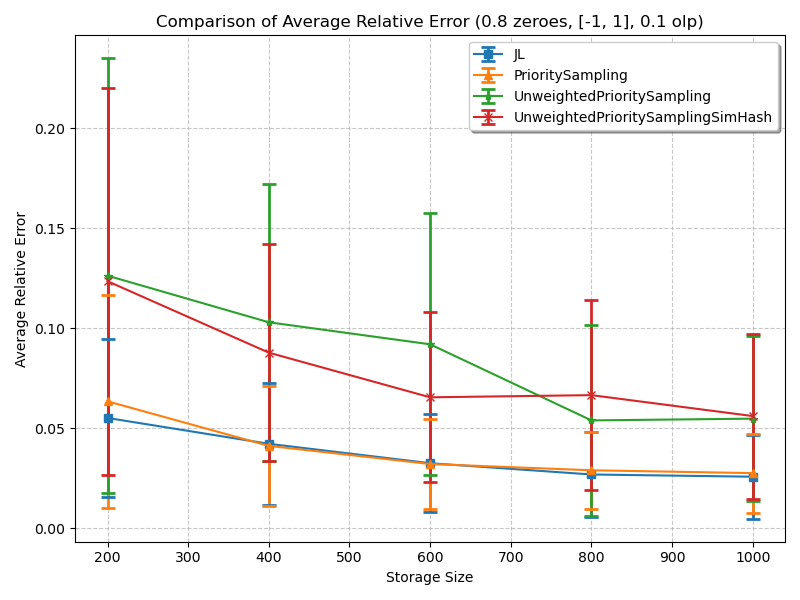 Comparison of Average Relative Error (0.8 zeroes, [-1, 1], 0.1 olp)
JL
PrioritySampling
UnweightedPrioritySampling
UnweightedPrioritySamplingSimHash
Average Relative Error
0.20
0.15
0.10
0.05
0.00
200 300 400 500 600 700 800 900 1000
Storage Size